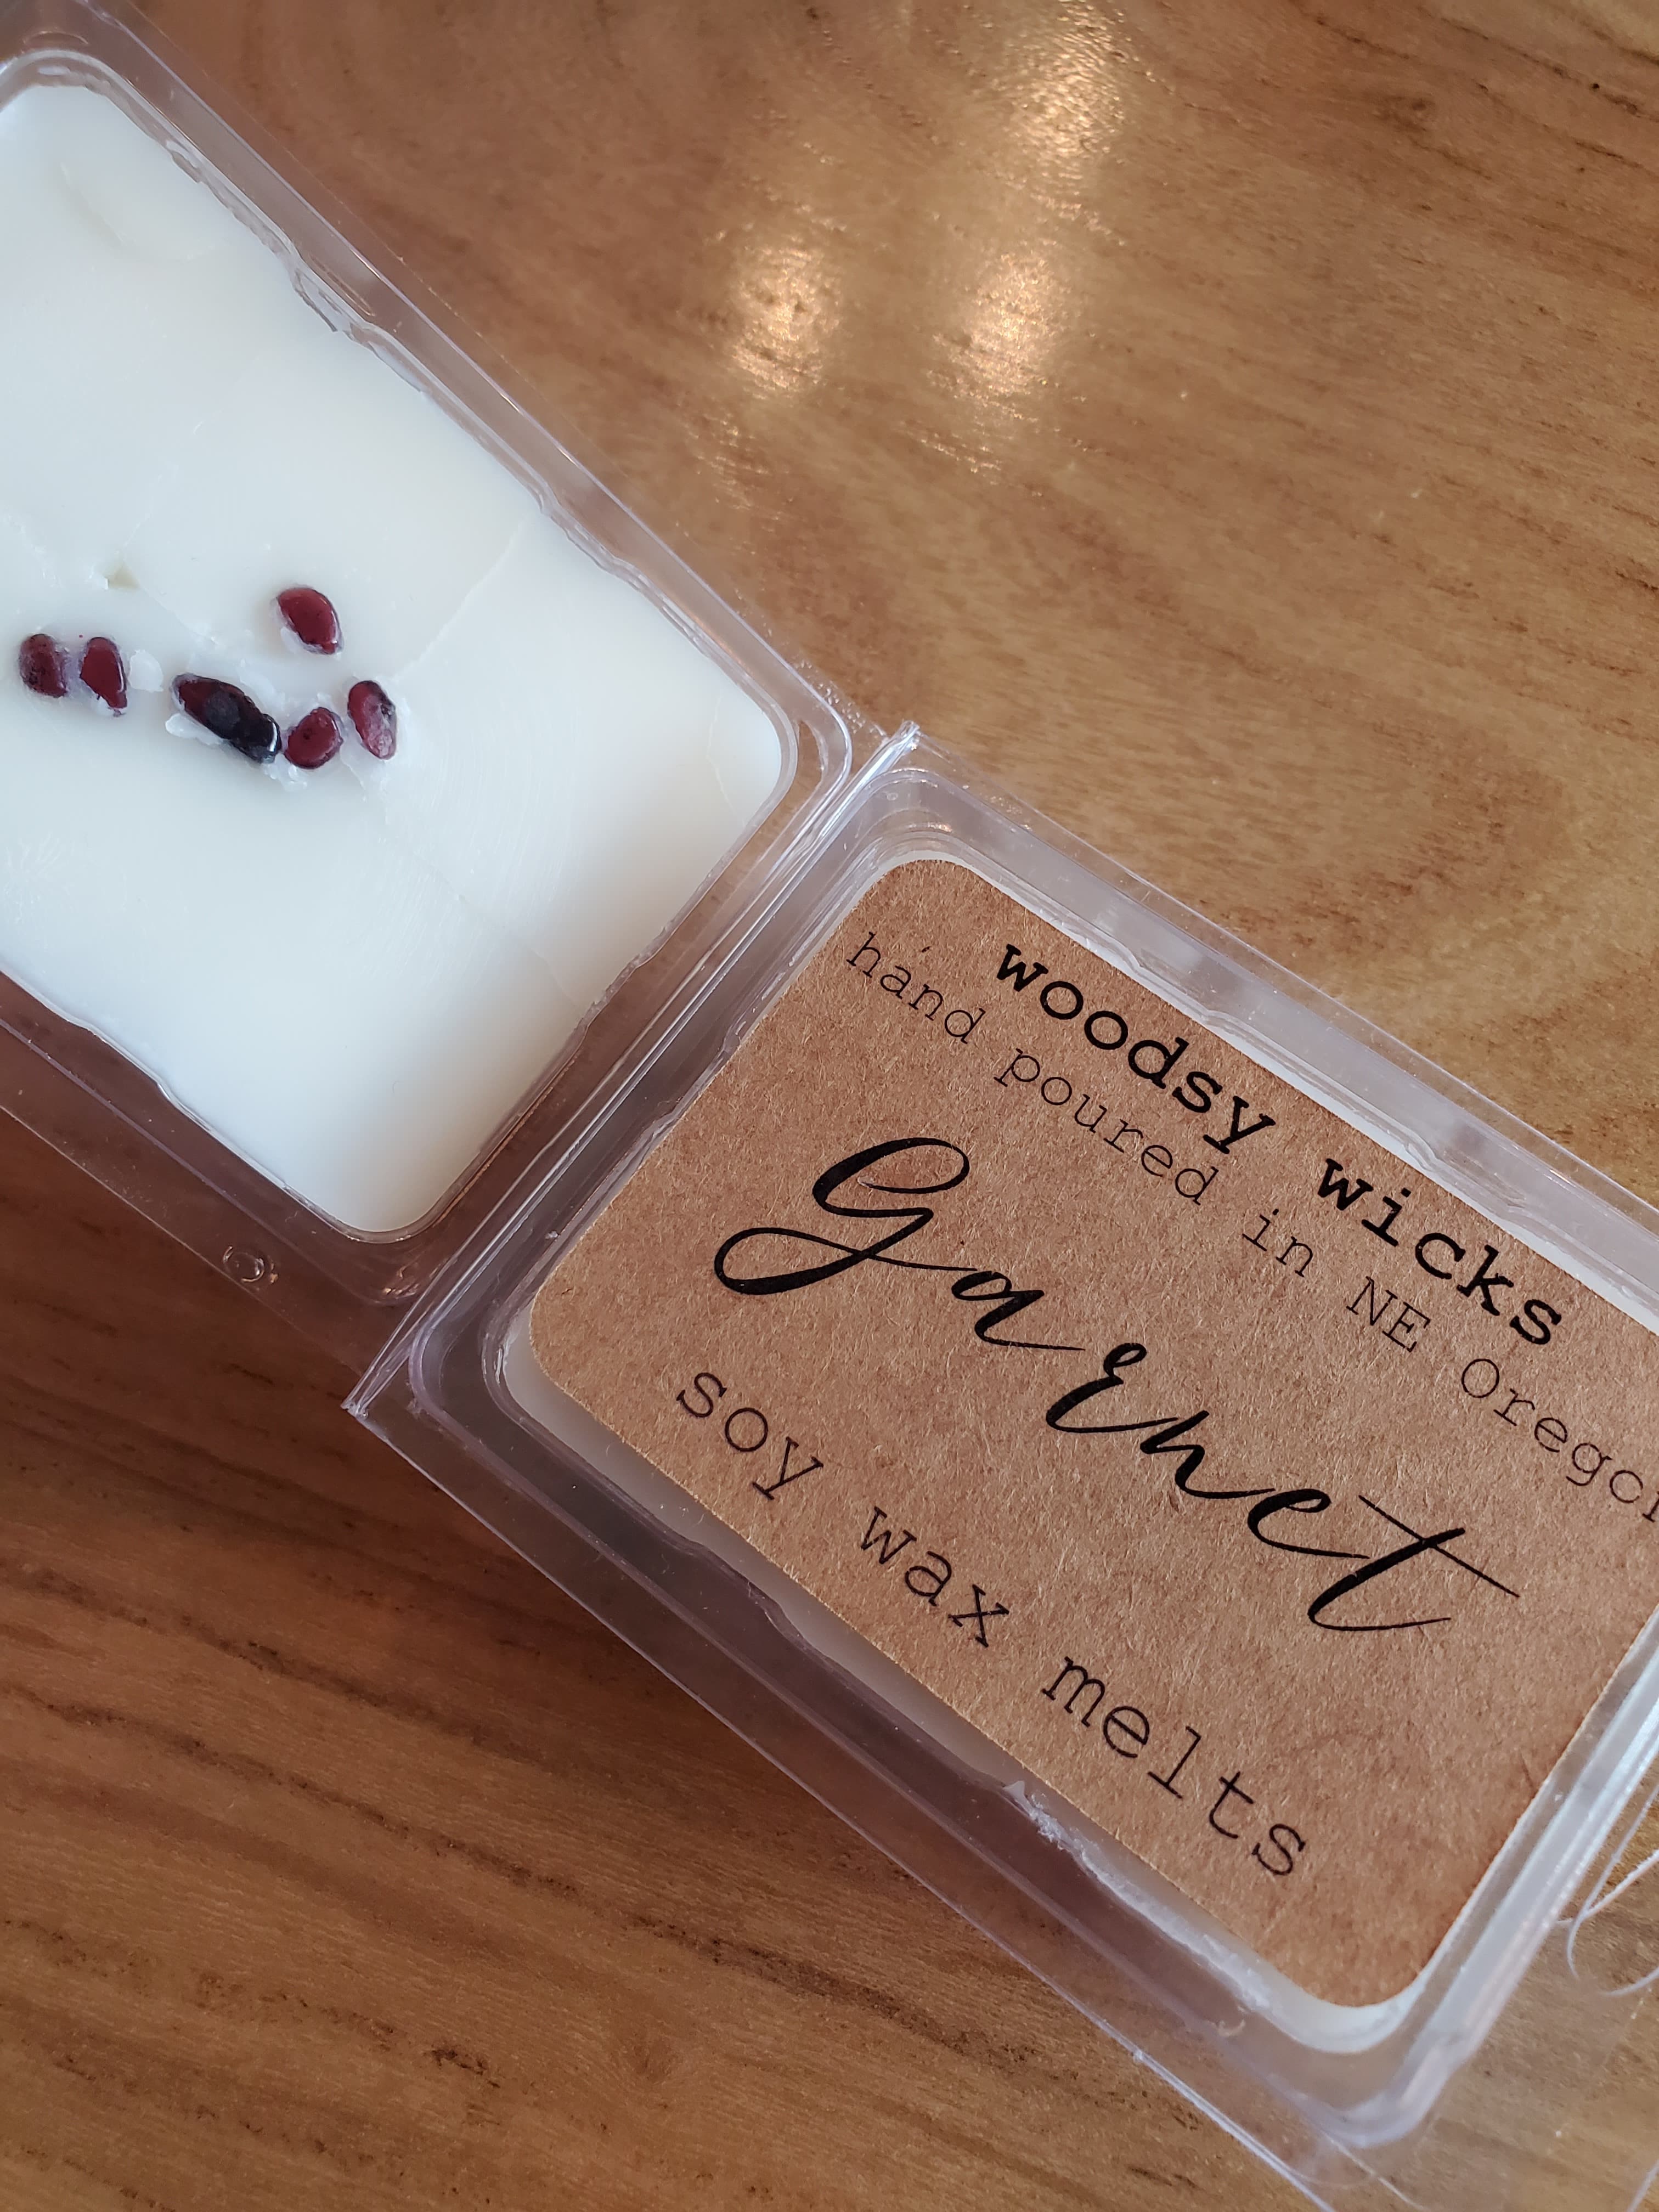 woodsy wicks
hand poured in NE Oregon
Garnet
soy wax melts